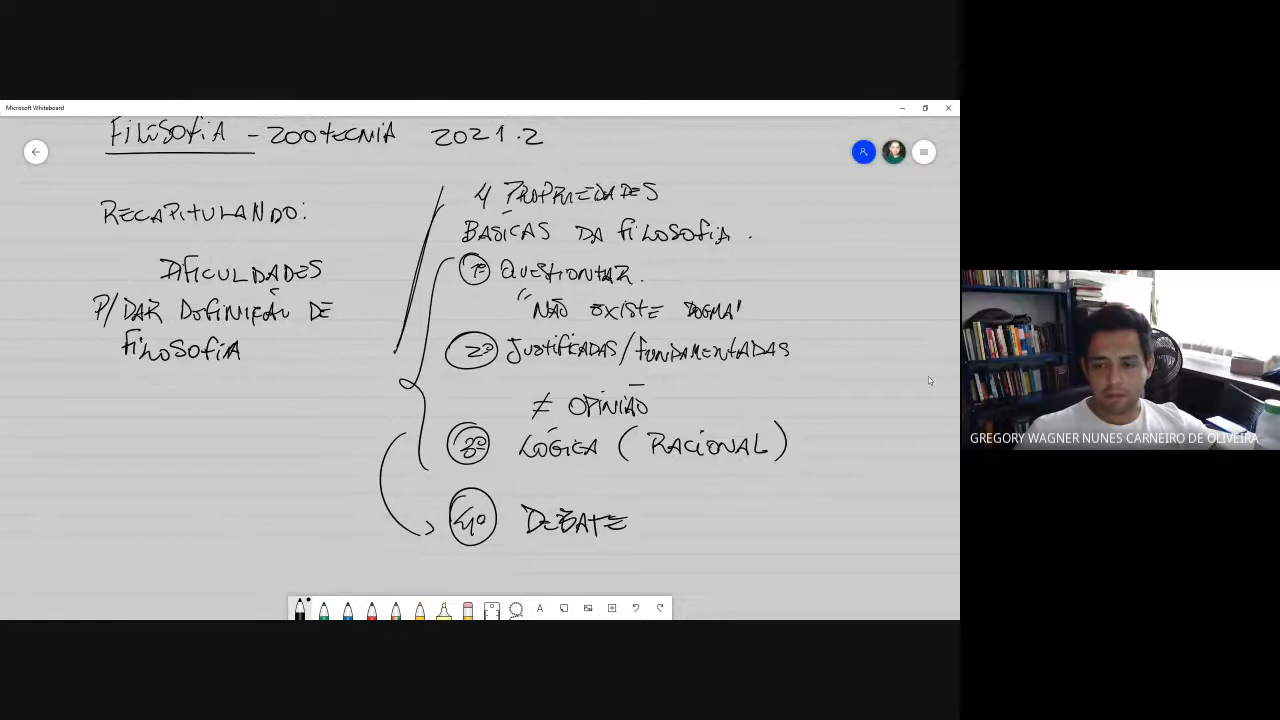 Microsoft Whiteboard
FILOSOFIA - ZOOTECNIA 2021.2
RECAPITULANDO:
DIFICULDADES
P/ DAR DEFINIÇÃO DE
FILOSOFIA
4 PROPRIEDADES
BÁSICAS DA FILOSOFIA.
1º QUESTIONAR.
"NÃO EXISTE DOGMA"
2º JUSTIFICADAS/FUNDAMENTADAS
≠ OPINIÃO
3º LÓGICA (RACIONAL)
4º DEBATE
A
GREGORY WAGNER NUNES CARNEIRO DE OLIVEIRA